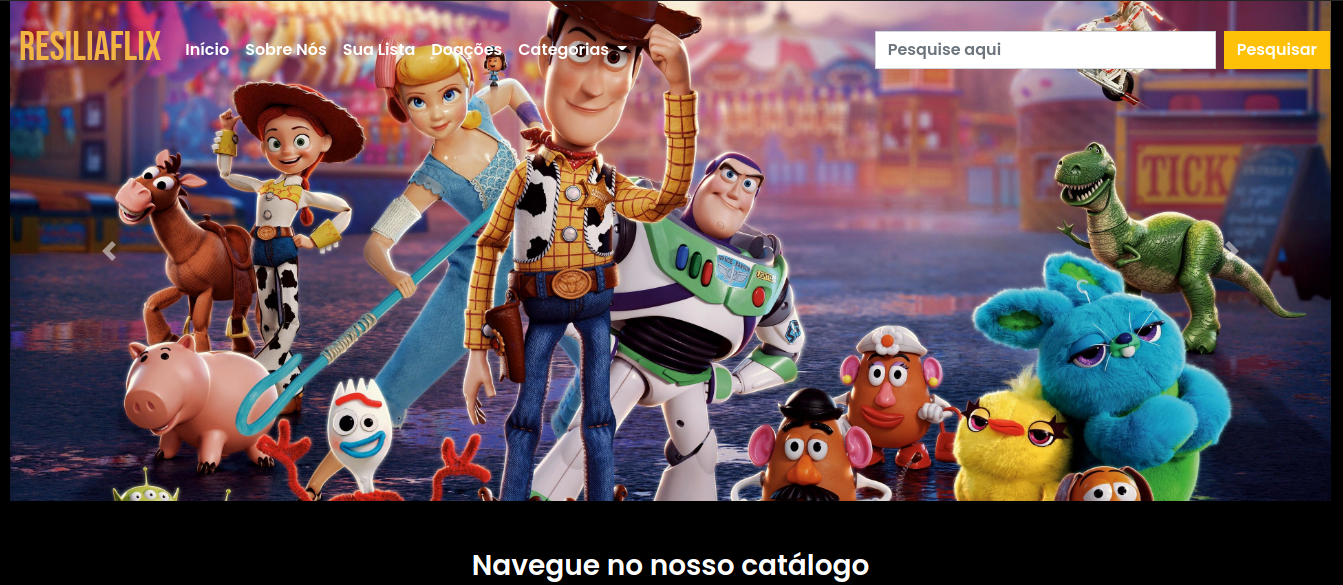 RESILIAFLIX Início Sobre Nós Sua Lista Doações Categorias Pesquise aqui Pesquisar
TICK
Navegue no nosso catálogo